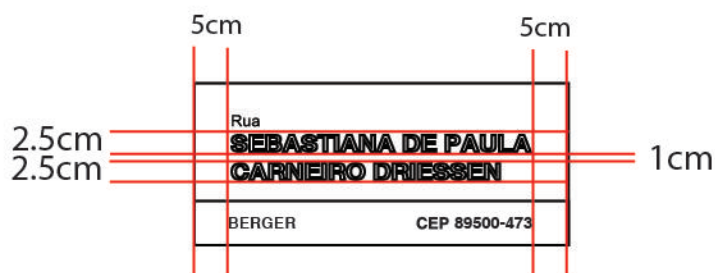 5cm 5cm
Rua
2.5cm SEBASTIANA DE PAULA
1cm
2.5cm CARNEIRO DRIESSEN
BERGER CEP 89500-473